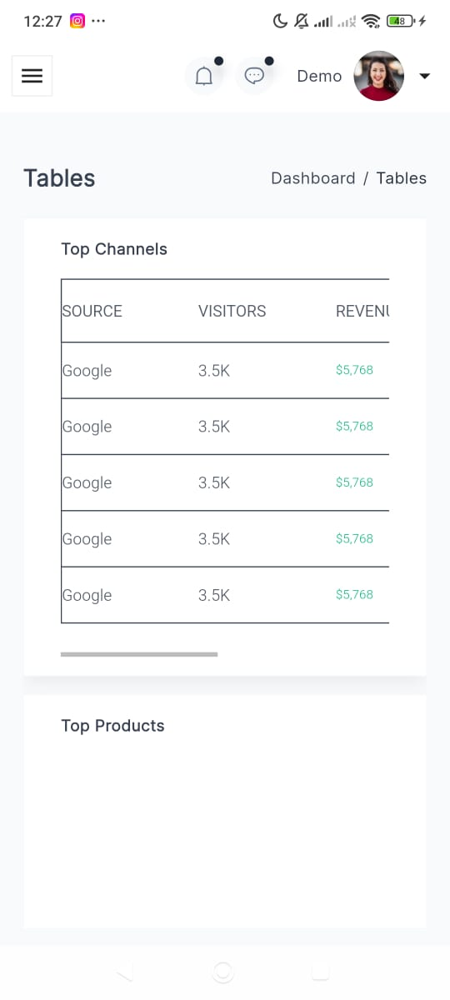 12:27 48
Demo
Tables Dashboard / Tables
Top Channels
SOURCE VISITORS REVENU
Google 3.5K $5,768
Google 3.5K $5,768
Google 3.5K $5,768
Google 3.5K $5,768
Google 3.5K $5,768
Top Products